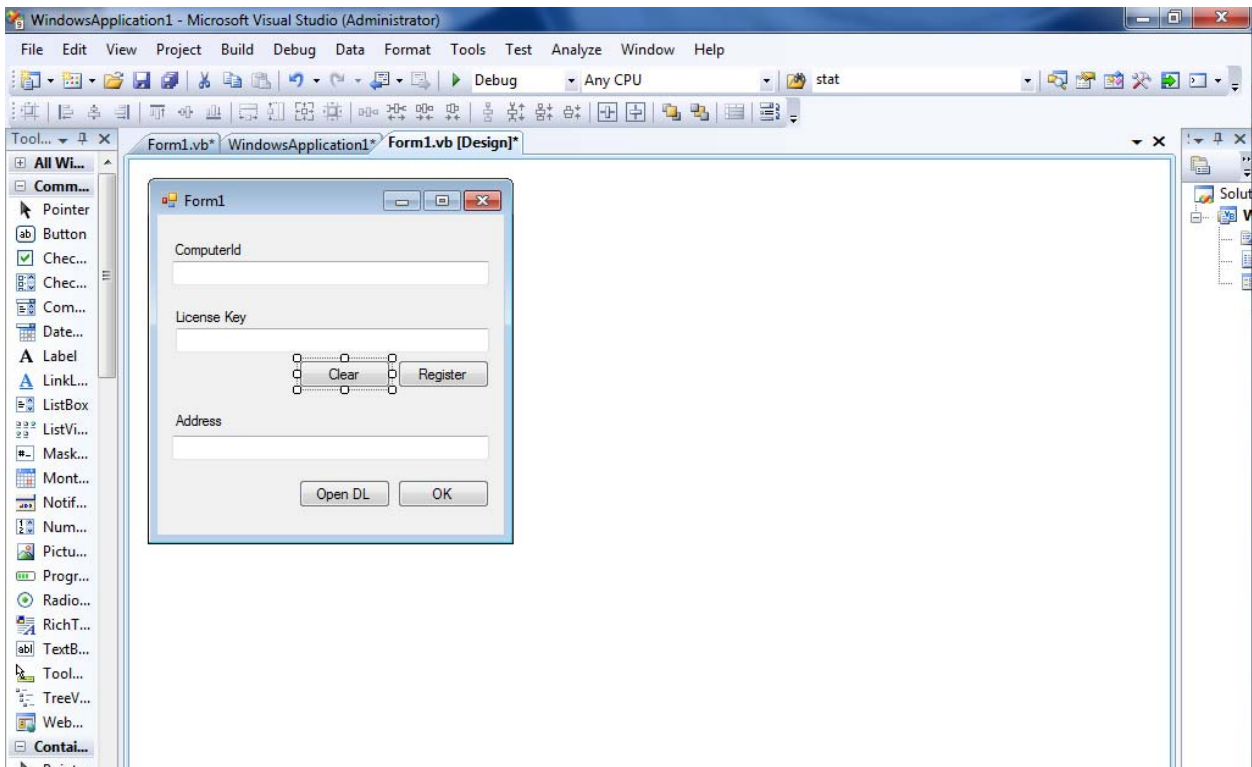 WindowsApplication1 - Microsoft Visual Studio (Administrator)
File Edit View Project Build Debug Data Format Tools Test Analyze Window Help
Debug Any CPU stat
Tool... Form1.vb* WindowsApplication1* Form1.vb [Design]*
All Wi...
Comm...
Pointer
Button
Chec...
Chec...
Com...
Date...
Label
LinkL...
ListBox
ListVi...
Mask...
Mont...
Notif...
Num...
Pictu...
Progr...
Radio...
RichT...
TextB...
Tool...
TreeV...
Web...
Contai...
Form1
ComputerId
License Key
Clear Register
Address
Open DL OK
Solut